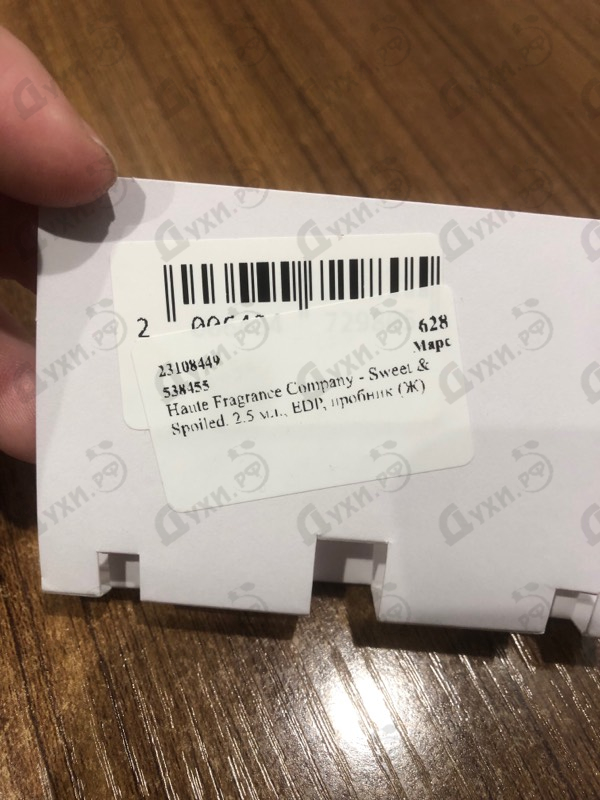 2
628
Марс
23108449
538455
Haute Fragrance Company - Sweet &
Spoiled, 2.5 мл., EDP, пробник (Ж)
Духи.рф